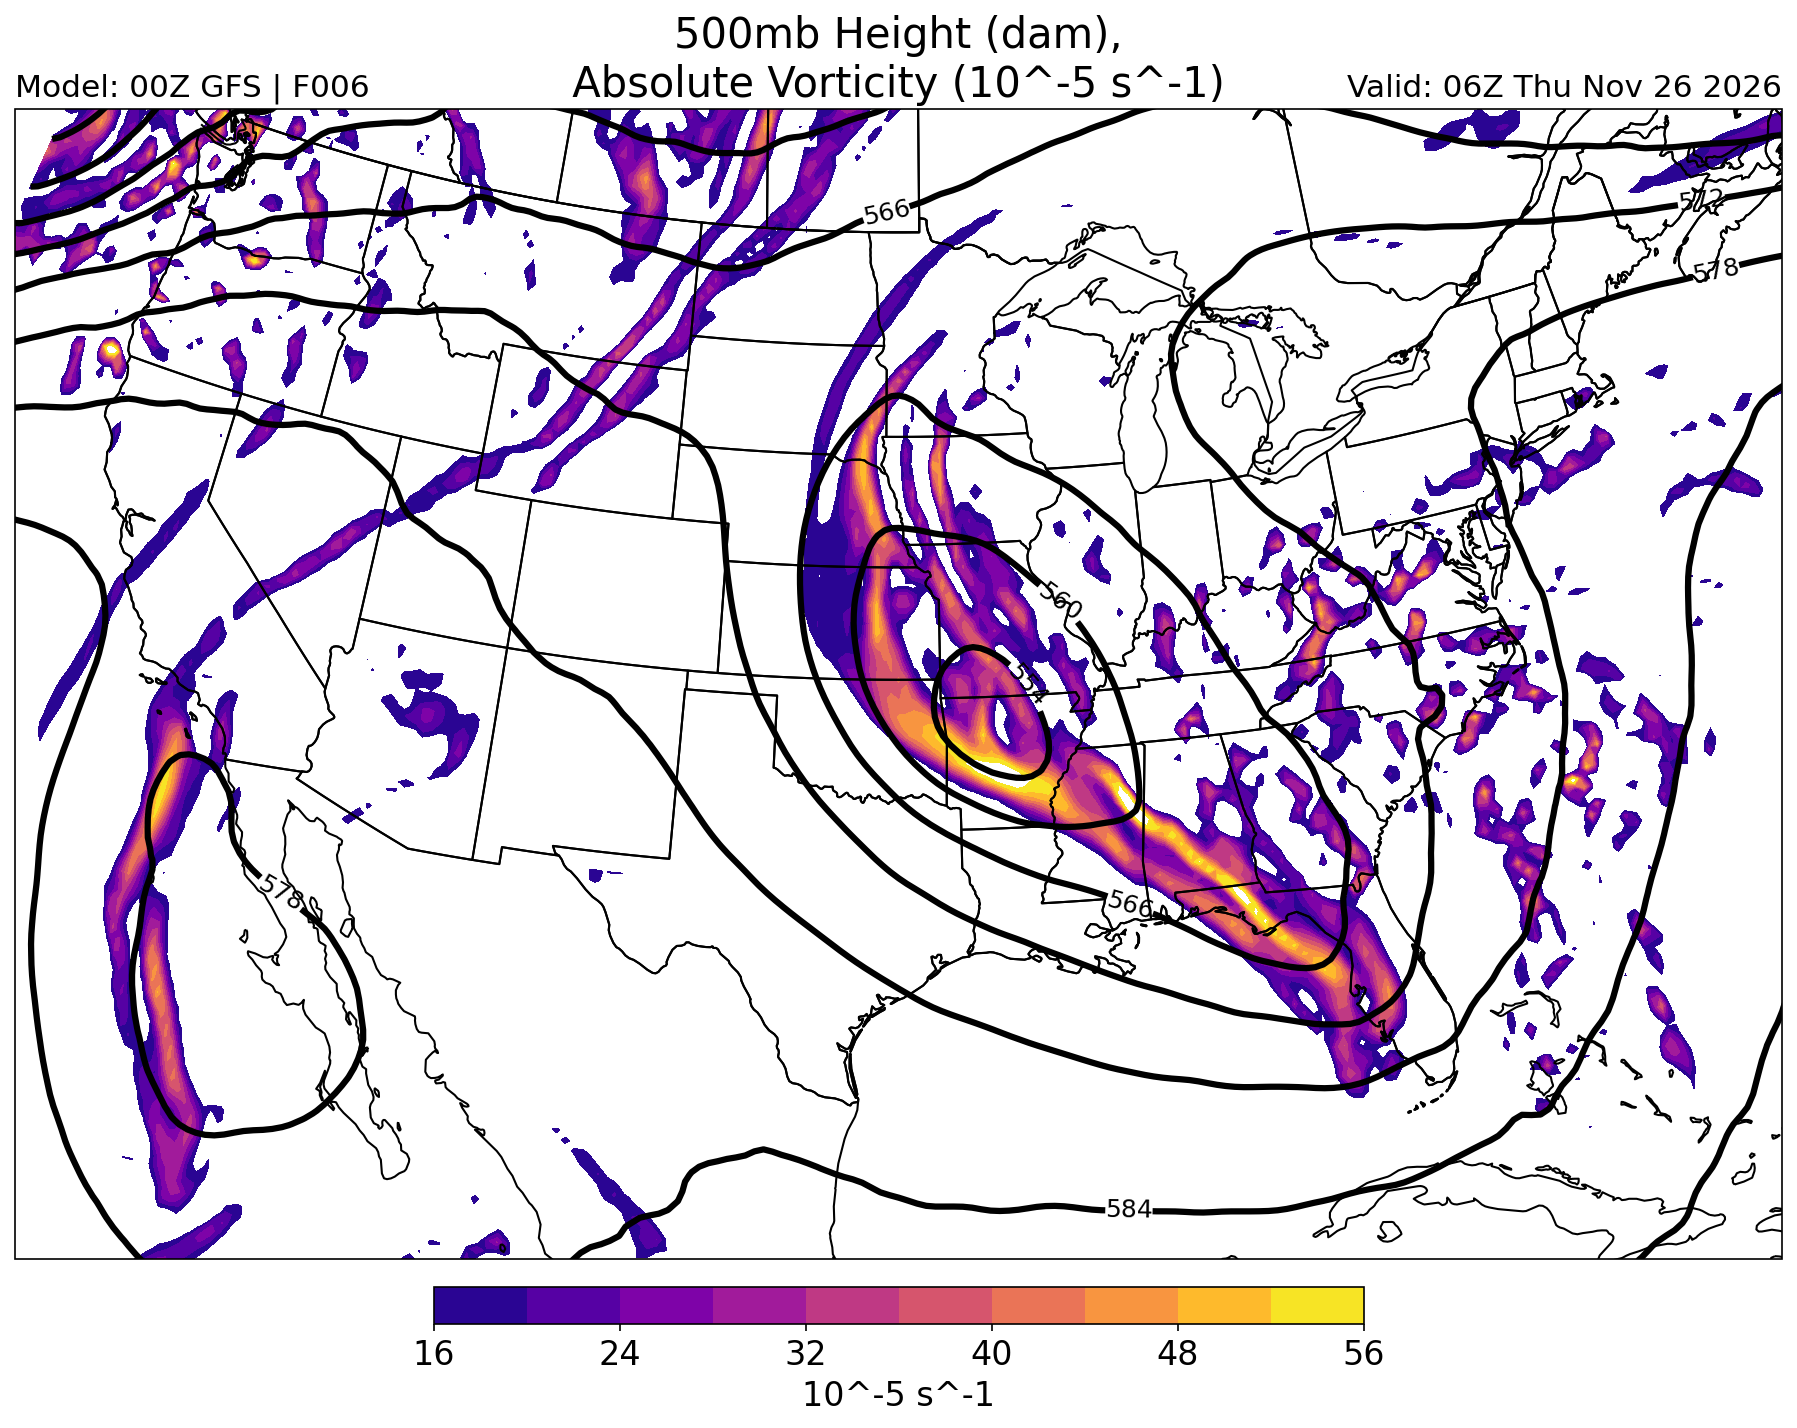 500mb Height (dam),
Absolute Vorticity (10^-5 s^-1)
Model: 00Z GFS | F006
Valid: 06Z Thu Nov 26 2026
566
572
578
560
554
578
566
584
16 24 32 40 48 56
10^-5 s^-1